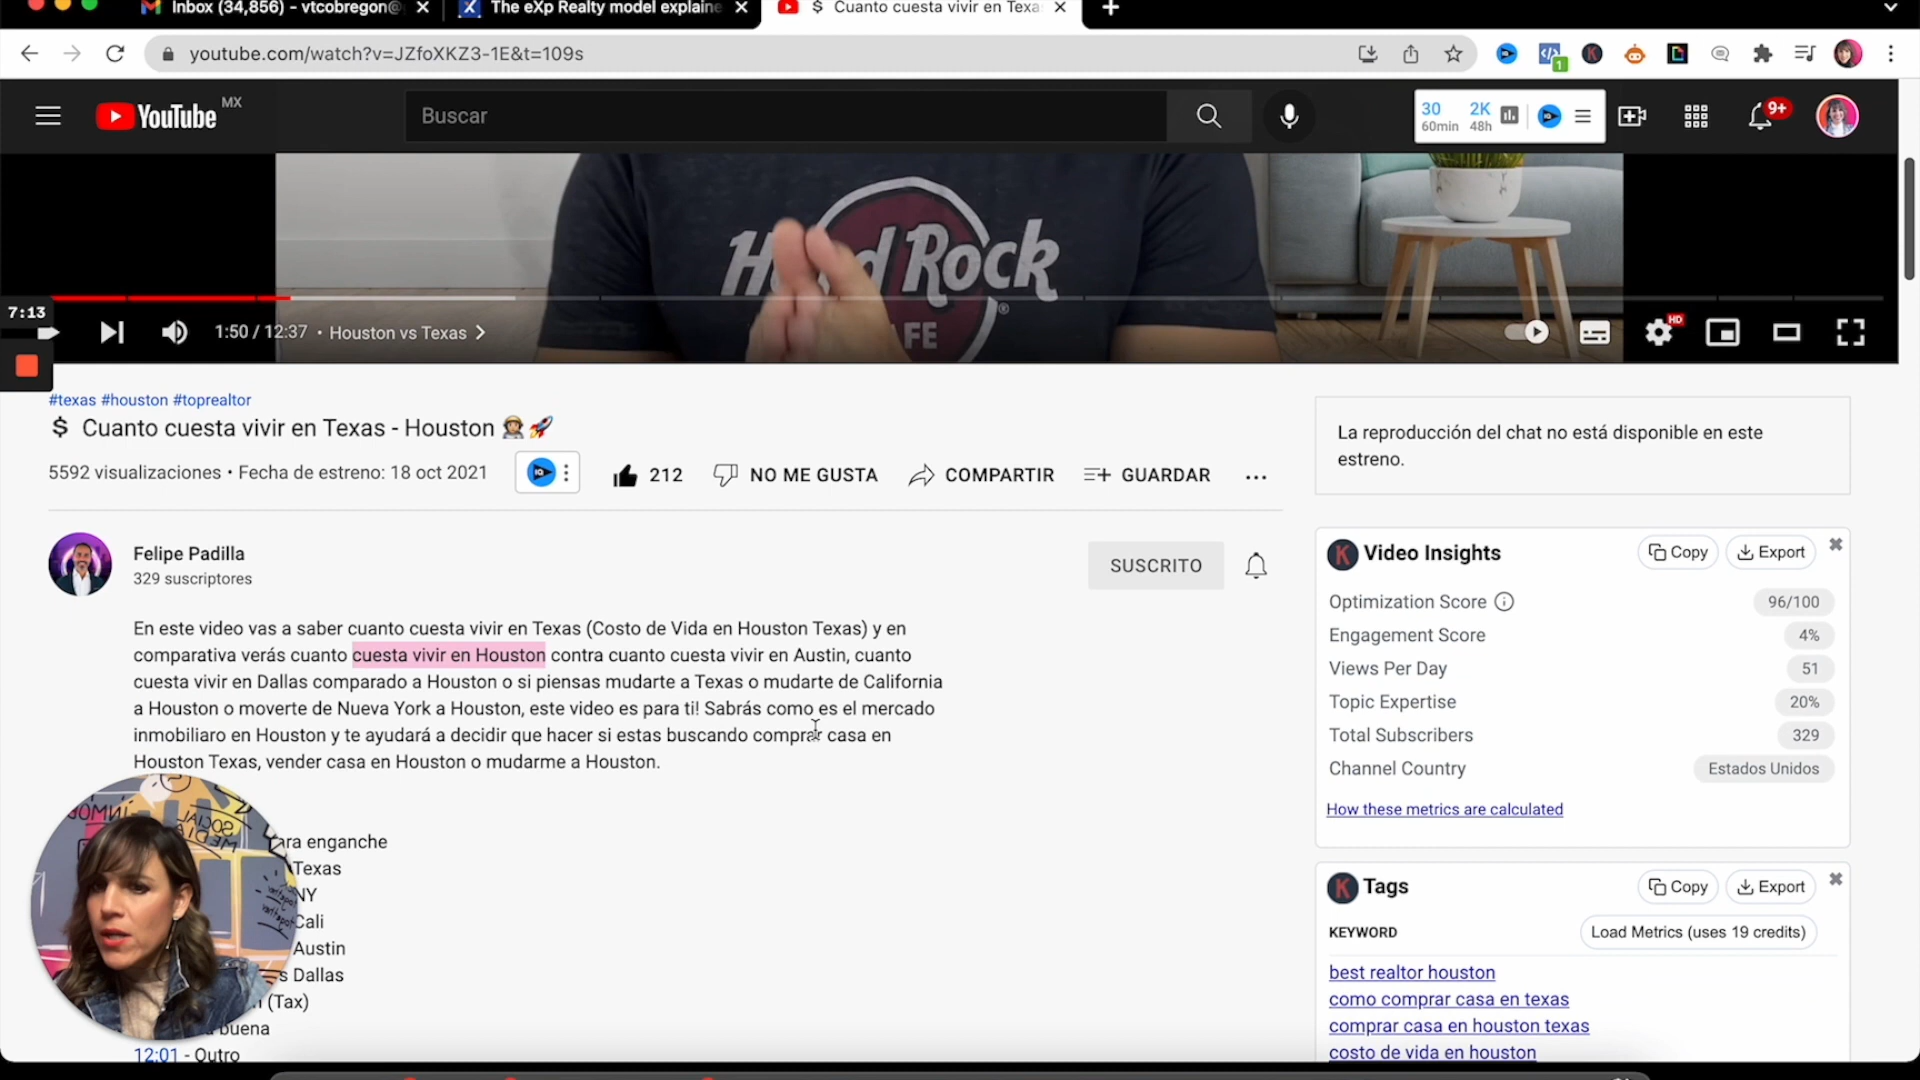 Inbox (34,856) - vtcobregon@
The eXp Realty model explaine
$ Cuanto cuesta vivir en Texa
youtube.com/watch?v=JZfoXKZ3-1E&t=109s
1
YouTube MX
Buscar
30
60min
2K
48h
9+
Hard Rock
®
AFE
7:13
1:50 / 12:37 • Houston vs Texas
HD
#texas #houston #toprealtor
$ Cuanto cuesta vivir en Texas - Houston 👩🏼‍🚀🚀
5592 visualizaciones • Fecha de estreno: 18 oct 2021
212
NO ME GUSTA
COMPARTIR
GUARDAR
Felipe Padilla
329 suscriptores
SUSCRITO
En este video vas a saber cuanto cuesta vivir en Texas (Costo de Vida en Houston Texas) y en
comparativa verás cuanto cuesta vivir en Houston contra cuanto cuesta vivir en Austin, cuanto
cuesta vivir en Dallas comparado a Houston o si piensas mudarte a Texas o mudarte de California
a Houston o moverte de Nueva York a Houston, este video es para ti! Sabrás como es el mercado
inmobiliaro en Houston y te ayudará a decidir que hacer si estas buscando comprar casa en
Houston Texas, vender casa en Houston o mudarme a Houston.
ara enganche
Texas
NY
Cali
Austin
s Dallas
(Tax)
buena
12:01 - Outro
SOCIAL
MEDIA
La reproducción del chat no está disponible en este
estreno.
K Video Insights
Copy
Export
Optimization Score 96/100
Engagement Score 4%
Views Per Day 51
Topic Expertise 20%
Total Subscribers 329
Channel Country Estados Unidos
How these metrics are calculated
K Tags
Copy
Export
KEYWORD
Load Metrics (uses 19 credits)
best realtor houston
como comprar casa en texas
comprar casa en houston texas
costo de vida en houston